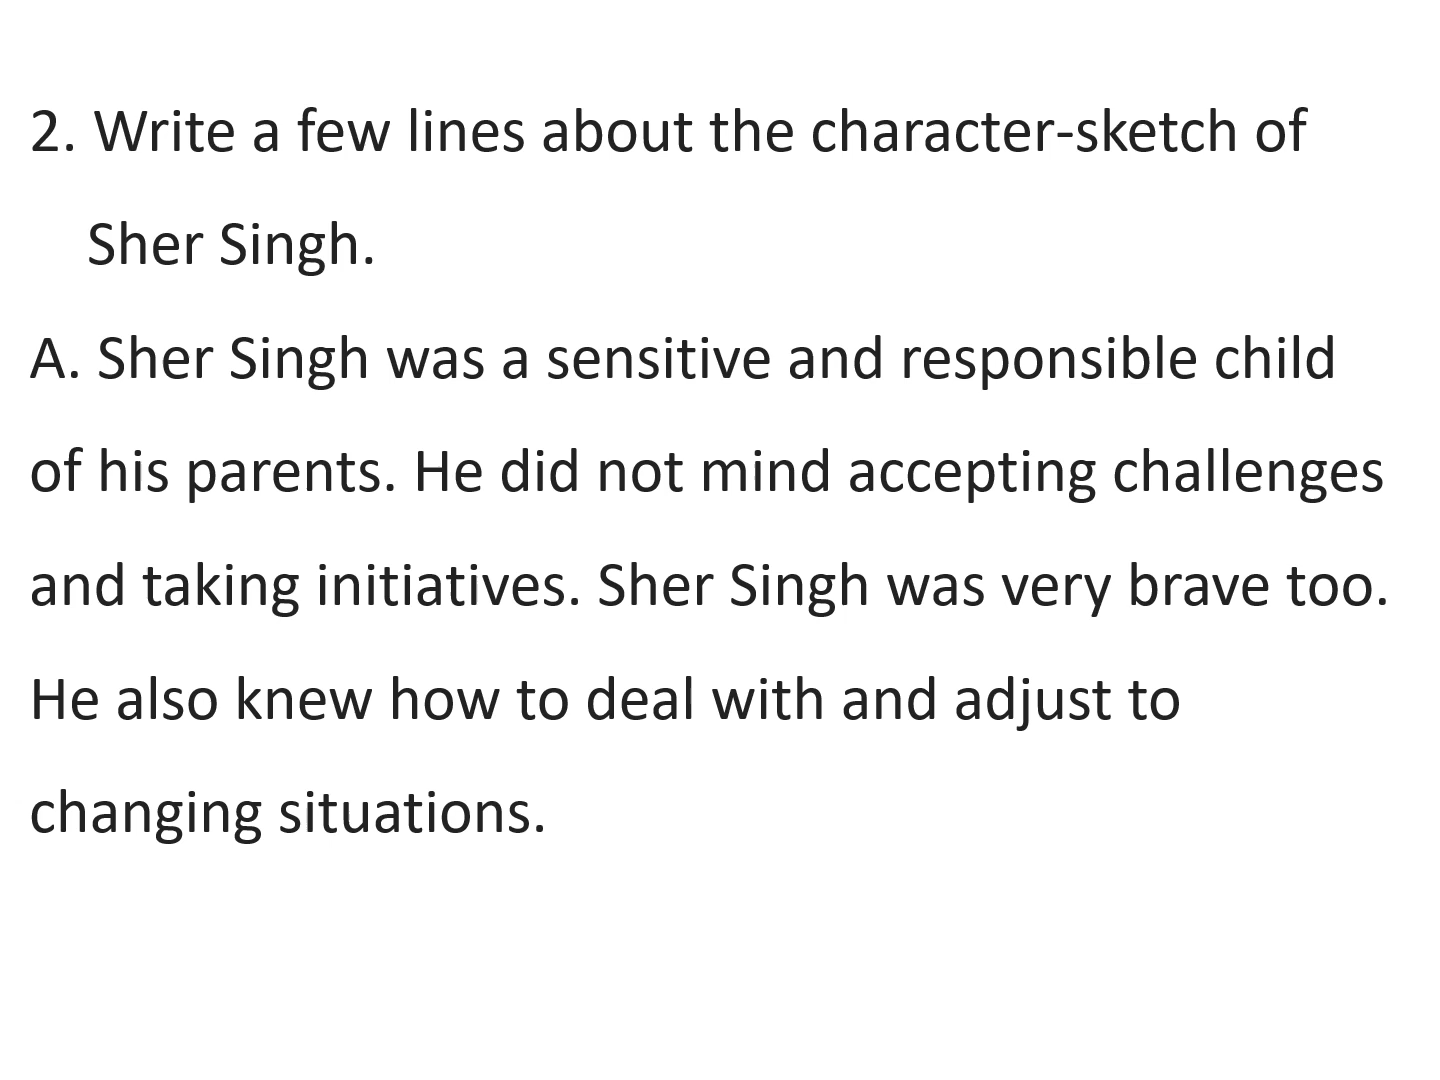 2. Write a few lines about the character-sketch of
Sher Singh.
A. Sher Singh was a sensitive and responsible child
of his parents. He did not mind accepting challenges
and taking initiatives. Sher Singh was very brave too.
He also knew how to deal with and adjust to
changing situations.